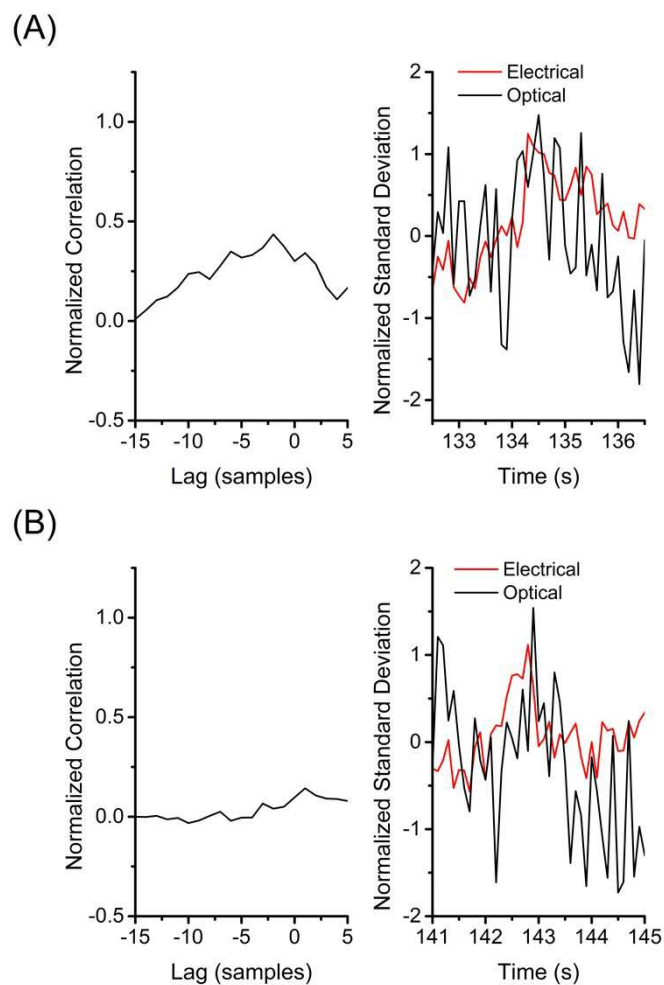 (A)
Normalized Correlation
1.0
0.5
0.0
-0.5
-15 -10 -5 0 5
Lag (samples)
Normalized Standard Deviation
Electrical
Optical
2
1
0
-1
-2
133 134 135 136
Time (s)
(B)
Normalized Correlation
1.0
0.5
0.0
-0.5
-15 -10 -5 0 5
Lag (samples)
Normalized Standard Deviation
Electrical
Optical
2
1
0
-1
-2
141 142 143 144 145
Time (s)